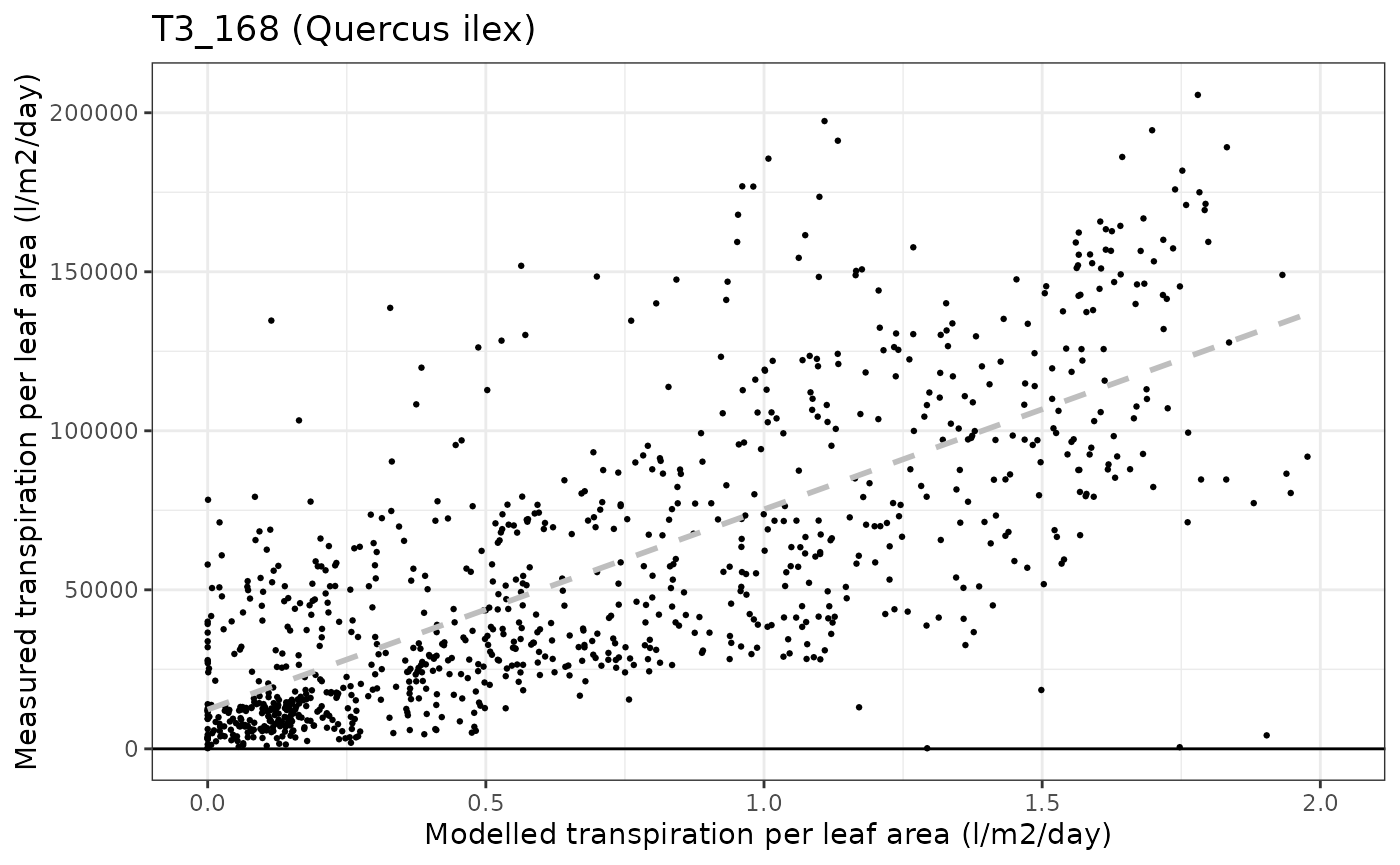 T3_168 (Quercus ilex)
Measured transpiration per leaf area (l/m2/day)
200000
150000
100000
50000
0
0.0 0.5 1.0 1.5 2.0
Modelled transpiration per leaf area (l/m2/day)